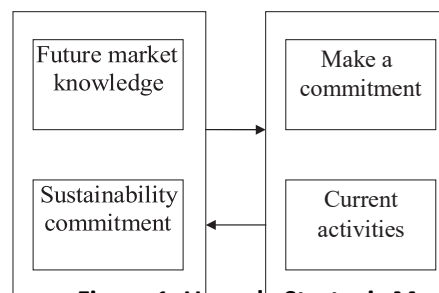 Future market
knowledge
Make a
commitment
Sustainability
commitment
Current
activities